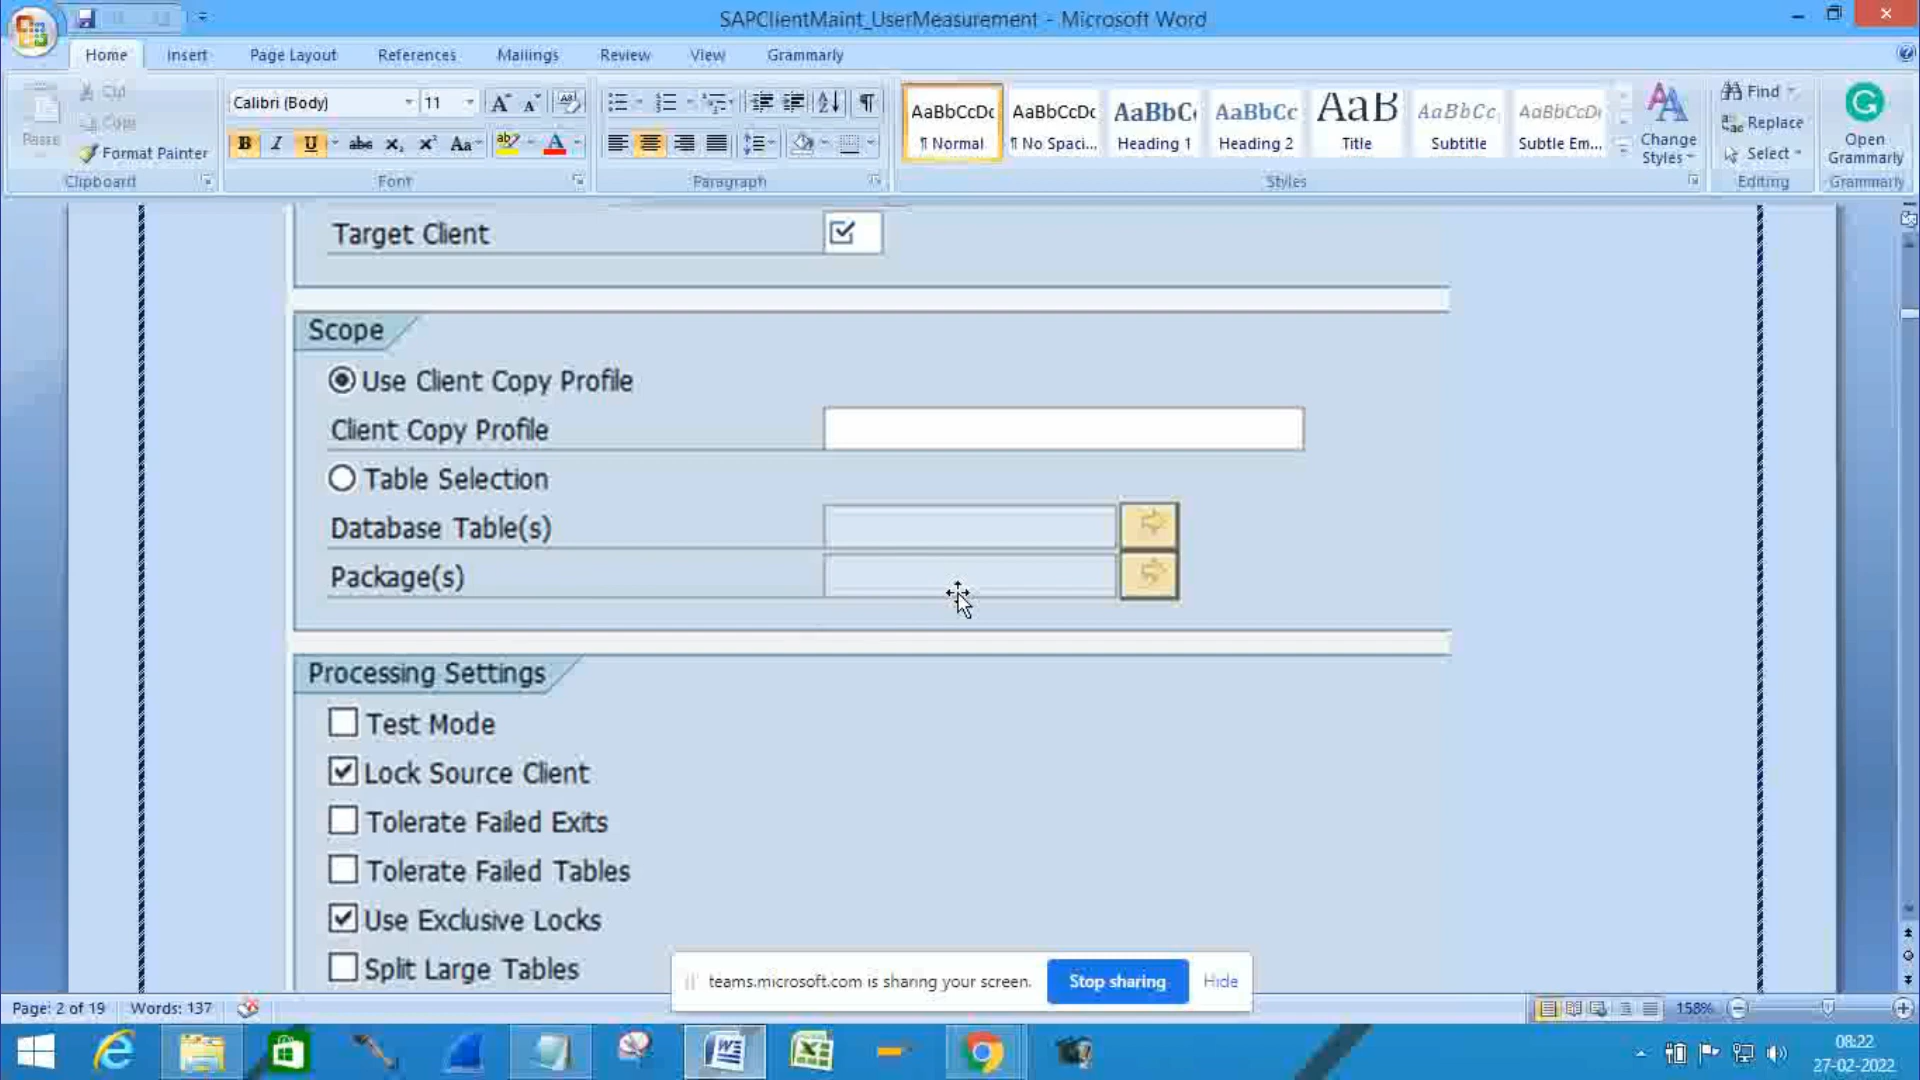 SAPClientMaint_UserMeasurement - Microsoft Word
Home Insert Page Layout References Mailings Review View Grammarly
Paste Cut Copy Format Painter
Calibri (Body) 11
AaBbCcDc AaBbCcDc AaBbC AaBbCc AaB AaBbCc. AaBbCcDi
¶ Normal ¶ No Spaci... Heading 1 Heading 2 Title Subtitle Subtle Em...
Change Styles
Find Replace Select
Open Grammarly
Clipboard Font Paragraph Styles Editing Grammarly
Target Client
Scope
Use Client Copy Profile
Client Copy Profile
Table Selection
Database Table(s)
Package(s)
Processing Settings
Test Mode
Lock Source Client
Tolerate Failed Exits
Tolerate Failed Tables
Use Exclusive Locks
Split Large Tables
teams.microsoft.com is sharing your screen. Stop sharing Hide
Page: 2 of 19 Words: 137 158%
08:22
27-02-2022